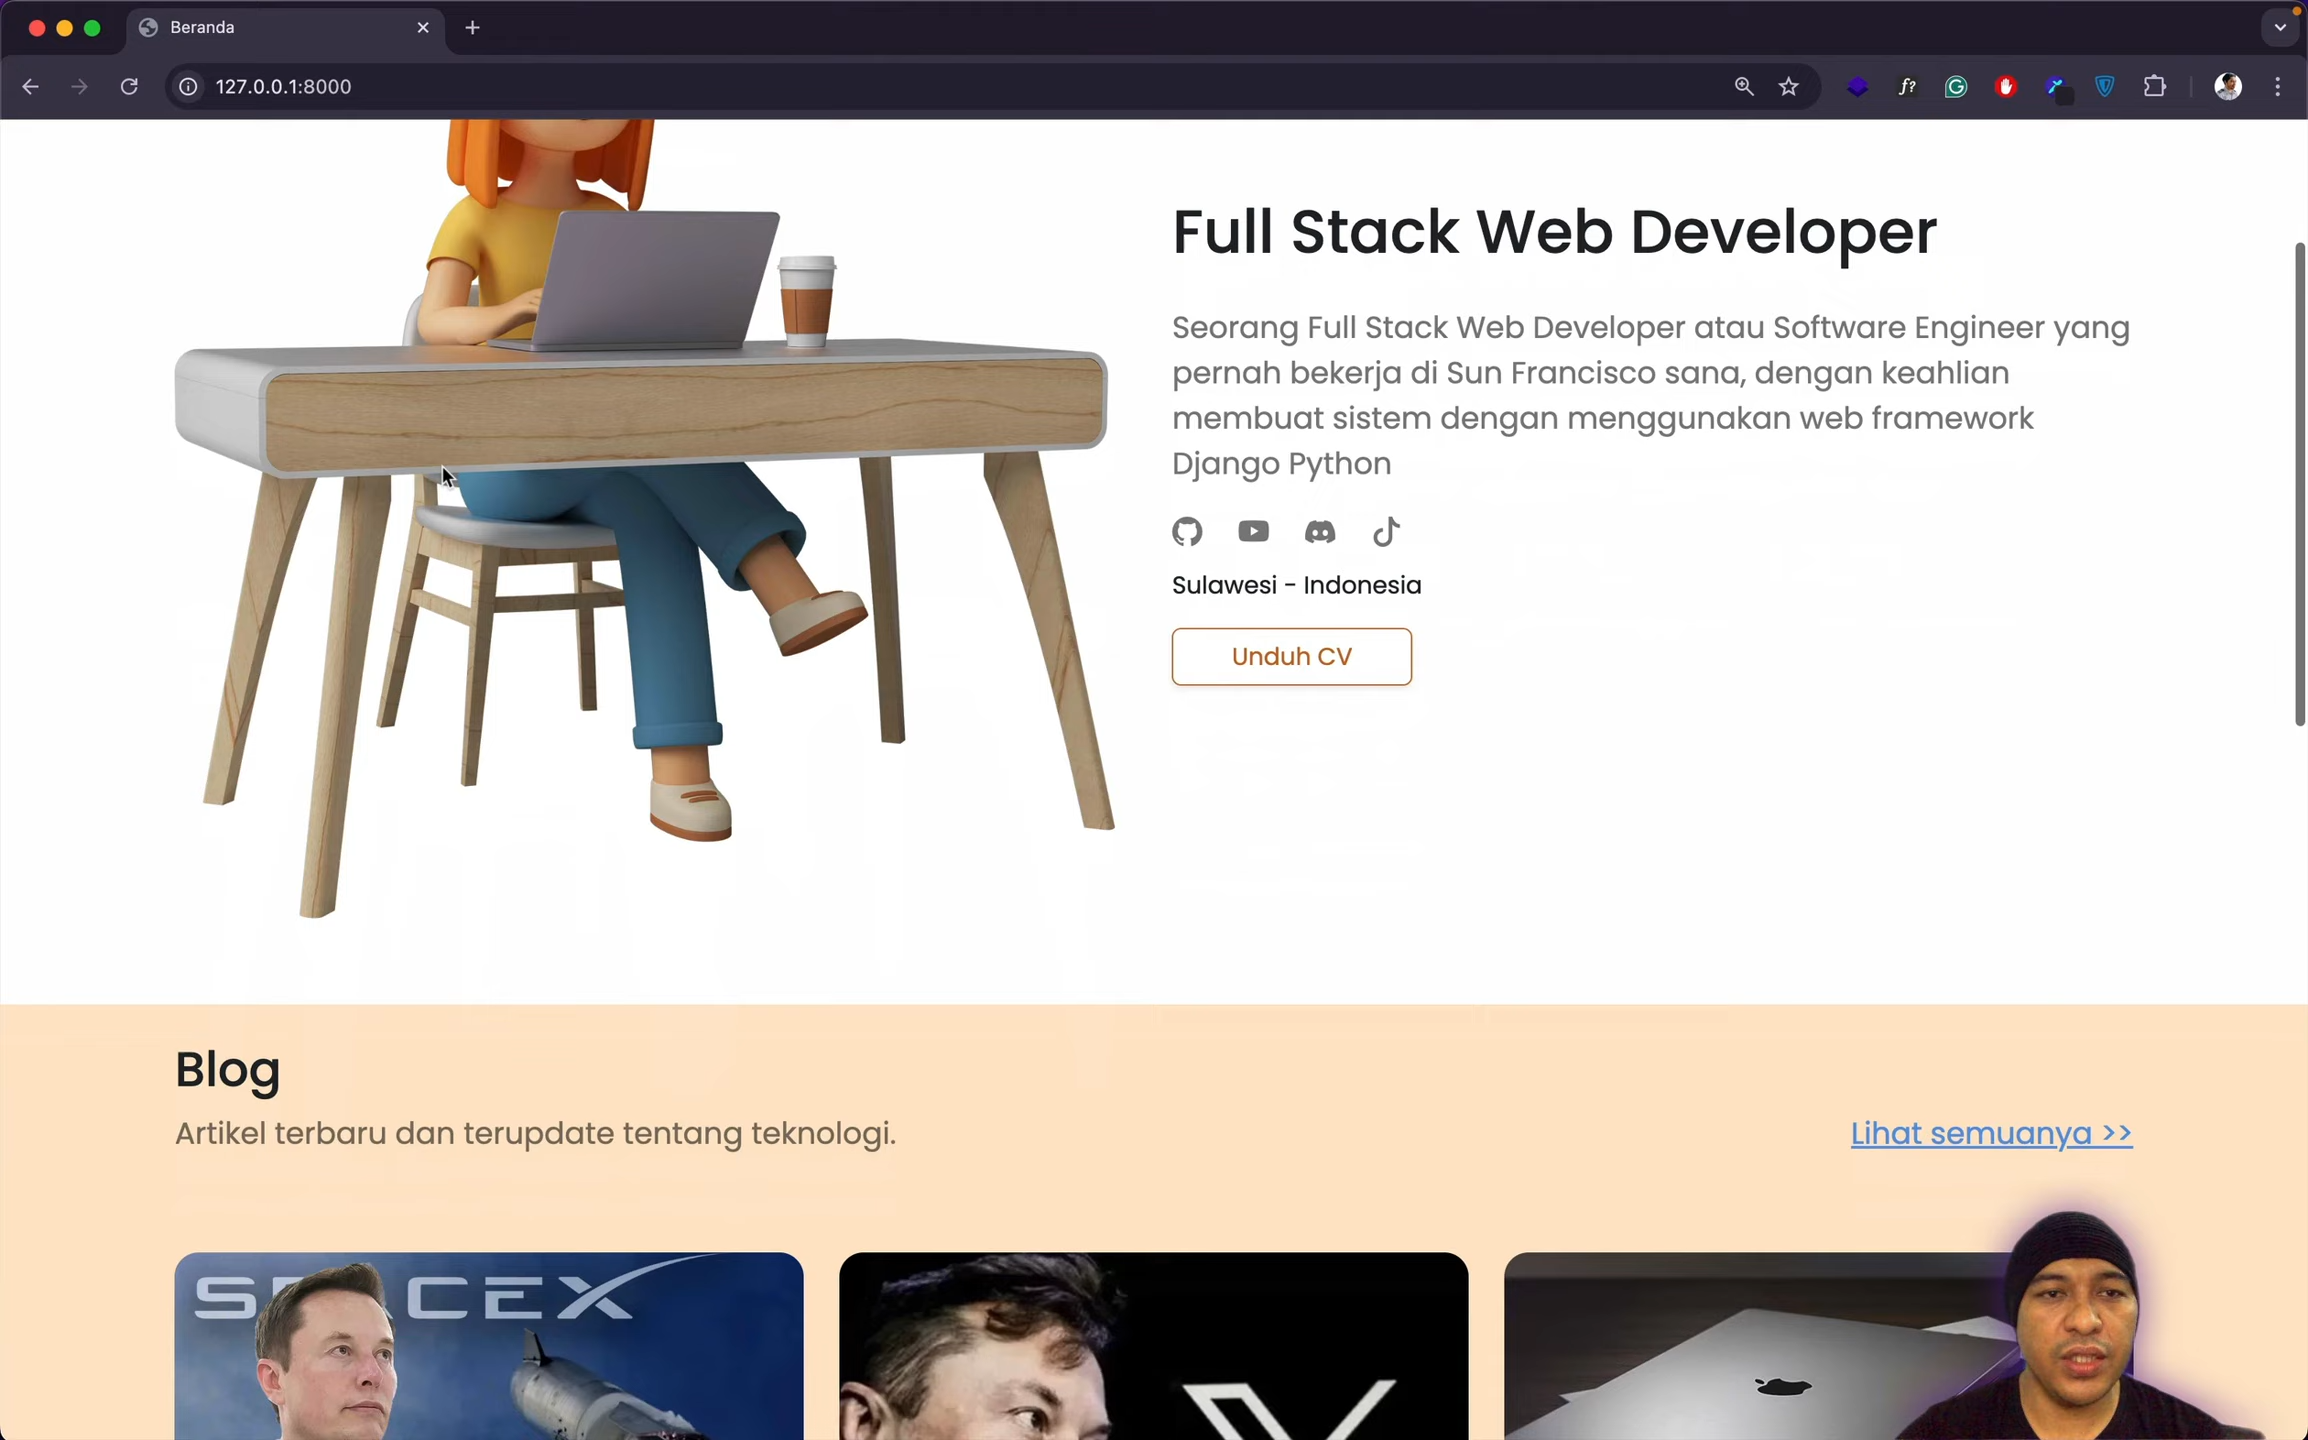 Beranda
127.0.0.1:8000
Full Stack Web Developer
Seorang Full Stack Web Developer atau Software Engineer yang
pernah bekerja di Sun Francisco sana, dengan keahlian
membuat sistem dengan menggunakan web framework
Django Python
Sulawesi - Indonesia
Unduh CV
Blog
Artikel terbaru dan terupdate tentang teknologi.
Lihat semuanya >>